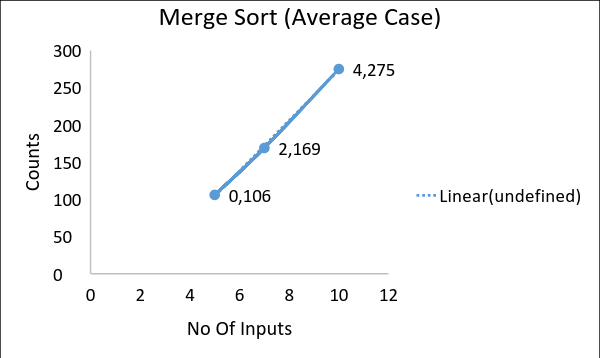 Merge Sort (Average Case)
300
250
200
150
100
50
0
Counts
4,275
2,169
0,106
Linear(undefined)
0 2 4 6 8 10 12
No Of Inputs